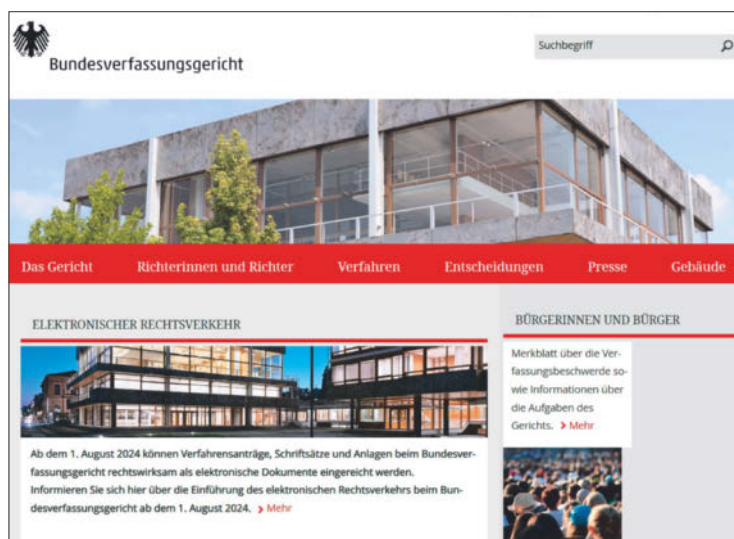 Bundesverfassungsgericht
Suchbegriff
Das Gericht Richterinnen und Richter Verfahren Entscheidungen Presse Gebäude
ELEKTRONISCHER RECHTSVERKEHR
Ab dem 1. August 2024 können Verfahrensanträge, Schriftsätze und Anlagen beim Bundesver-
fassungsgericht rechtswirksam als elektronische Dokumente eingereicht werden.
Informieren Sie sich hier über die Einführung des elektronischen Rechtsverkehrs beim Bun-
desverfassungsgericht ab dem 1. August 2024. > Mehr
BÜRGERINNEN UND BÜRGER
Merkblatt über die Ver-
fassungsbeschwerde so-
wie Informationen über
die Aufgaben des
Gerichts. > Mehr